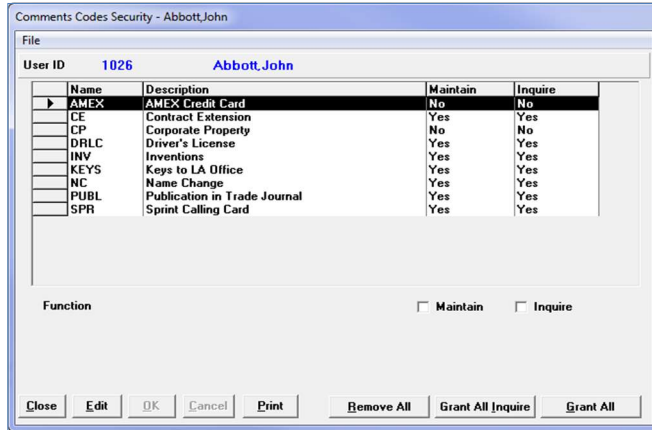 Comments Codes Security - Abbott,John
File
User ID 1026 Abbott,John
Name Description Maintain Inquire
AMEX AMEX Credit Card No No
CE Contract Extension Yes Yes
CP Corporate Property No No
DRLC Driver's License Yes Yes
INV Inventions Yes Yes
KEYS Keys to LA Office Yes Yes
NC Name Change Yes Yes
PUBL Publication in Trade Journal Yes Yes
SPR Sprint Calling Card Yes Yes
Function Maintain Inquire
Close Edit OK Cancel Print Remove All Grant All Inquire Grant All